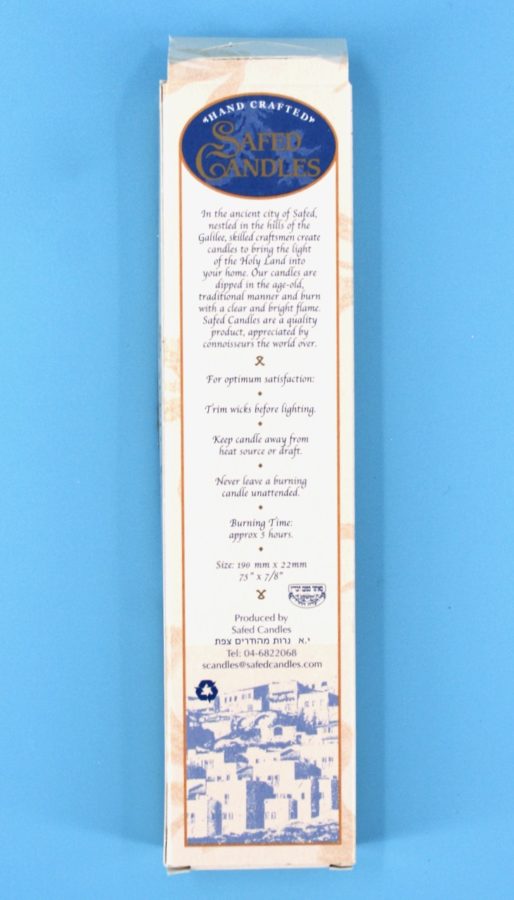 "HAND CRAFTED"
SAFED
CANDLES
In the ancient city of Safed,
nestled in the hills of the
Galilee, skilled craftsmen create
candles to bring the light
of the Holy Land into
your home. Our candles are
dipped in the age-old,
traditional manner and burn
with a clear and bright flame.
Safed Candles are a quality
product, appreciated by
connoisseurs the world over.
For optimum satisfaction:
Trim wicks before lighting.
Keep candle away from
heat source or draft.
Never leave a burning
candle unattended.
Burning Time:
approx 3 hours.
Size: 190 mm x 22mm
75" x 7/8"
Produced by
Safed Candles
י.א נרות מהדרים צפת
Tel: 04-6822068
scandles@safedcandles.com